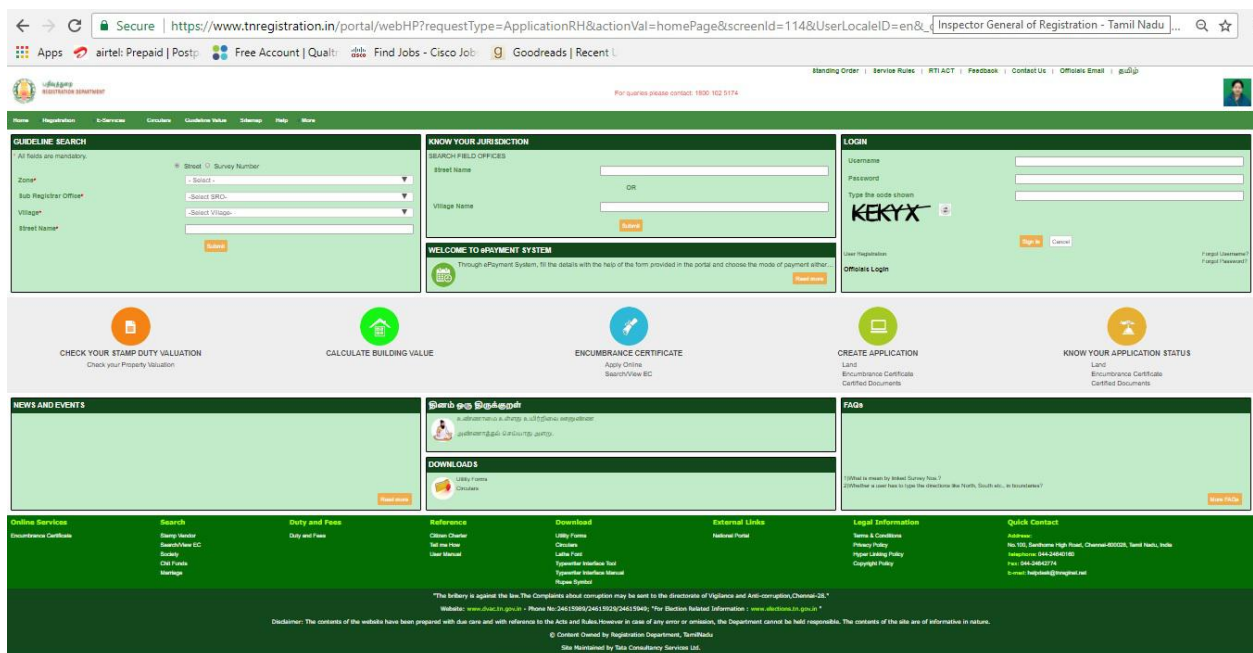 Secure | https://www.tnregistration.in/portal/webHP?requestType=ApplicationRH&actionVal=homePage&screenId=114&UserLocaleID=en&_
Inspector General of Registration - Tamil Nadu ...
Apps airtel: Prepaid | Postp Free Account | Qualtr Find Jobs - Cisco Job Goodreads | Recent U
Standing Order | Service Rules | RTI ACT | Feedback | Contact Us | Officials Email | தமிழ்
பதிவுத்துறை
REGISTRATION DEPARTMENT
For queries please contact: 1800 102 5174
Home Registration E-Services Circulars Guideline Value Sitemap Help More
GUIDELINE SEARCH
* All fields are mandatory.
Street Survey Number
Zone* - Select -
Sub Registrar Office* -Select SRO-
Village* -Select Village-
Street Name*
Submit
KNOW YOUR JURISDICTION
SEARCH FIELD OFFICES
Street Name
OR
Village Name
Submit
WELCOME TO ePAYMENT SYSTEM
Through ePayment System, fill the details with the help of the form provided in the portal and choose the mode of payment either...
Read more
LOGIN
Username
Password
Type the code shown
KEKYX
Sign In Cancel
User Registration Forgot Username?
Forgot Password?
Officials Login
CHECK YOUR STAMP DUTY VALUATION
Check your Property Valuation
CALCULATE BUILDING VALUE
ENCUMBRANCE CERTIFICATE
Apply Online
Search/View EC
CREATE APPLICATION
Land
Encumbrance Certificate
Certified Documents
KNOW YOUR APPLICATION STATUS
Land
Encumbrance Certificate
Certified Documents
NEWS AND EVENTS
Read more
தினம் ஒரு திருக்குறள்
உண்ணாமை உள்ளது உயிர்நிலை ஊனுண்ண
அண்ணாத்தல் செய்யாது அளறு.
DOWNLOADS
Utility Forms
Circulars
FAQs
1)What is mean by linked Survey Nos.?
2)Whether a user has to type the directions like North, South etc., in boundaries?
More FAQs
Online Services
Encumbrance Certificate
Search
Stamp Vendor
Search/View EC
Society
Chit Funds
Marriage
Duty and Fees
Duty and Fees
Reference
Citizen Charter
Tell me How
User Manual
Download
Utility Forms
Circulars
Latha Font
Typewriter Interface Tool
Typewriter Interface Manual
Rupee Symbol
External Links
National Portal
Legal Information
Terms & Conditions
Privacy Policy
Hyper Linking Policy
Copyright Policy
Quick Contact
Address:
No.100, Santhome High Road, Chennai-600028, Tamil Nadu, India
Telephone: 044-24640160
Fax: 044-24642774
E-mail: helpdesk@tnreginet.net
"The bribery is against the law.The Complaints about corruption may be sent to the directorate of Vigilance and Anti-corruption,Chennai-28."
Website: www.dvac.tn.gov.in - Phone No:24615989/24615929/24615949; "For Election Related Information : www.elections.tn.gov.in "
Disclaimer: The contents of the website have been prepared with due care and with reference to the Acts and Rules.However in case of any error or omission, the Department cannot be held responsible. The contents of the site are of informative in nature.
© Content Owned by Registration Department, TamilNadu
Site Maintained by Tata Consultancy Services Ltd.